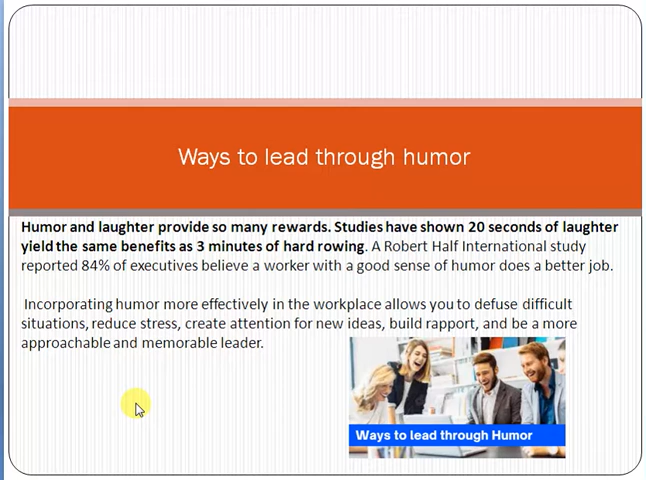 Ways to lead through humor
Humor and laughter provide so many rewards. Studies have shown 20 seconds of laughter
yield the same benefits as 3 minutes of hard rowing. A Robert Half International study
reported 84% of executives believe a worker with a good sense of humor does a better job.
Incorporating humor more effectively in the workplace allows you to defuse difficult
situations, reduce stress, create attention for new ideas, build rapport, and be a more
approachable and memorable leader.
Ways to lead through Humor